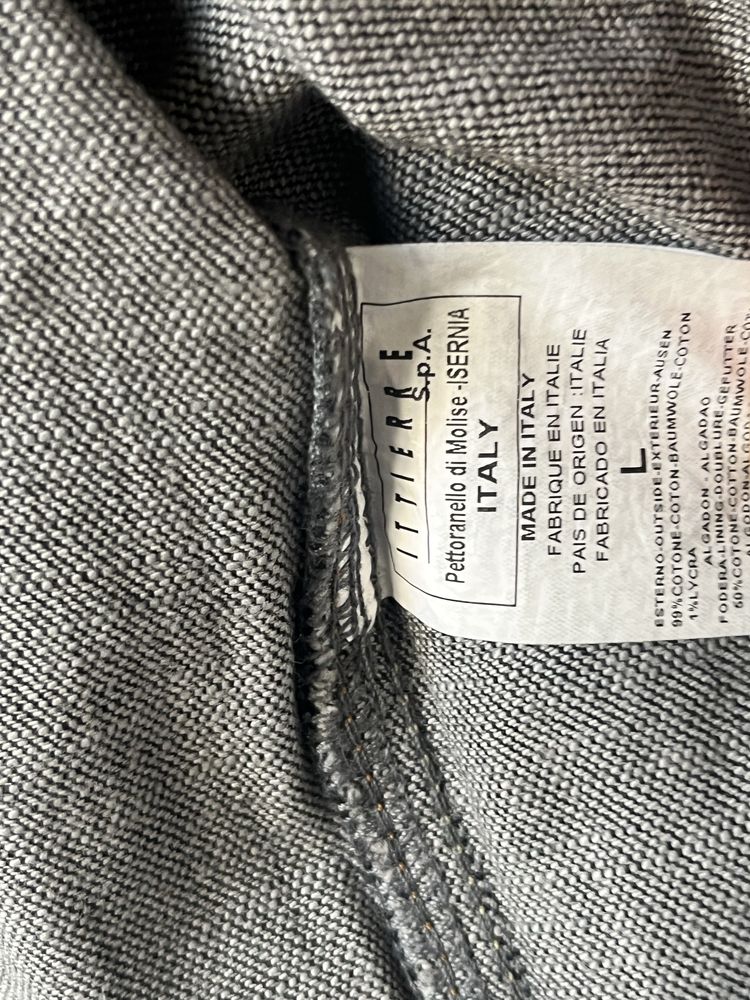 ITTIERRE
S.p.A.
Pettoranello di Molise -ISERNIA
ITALY
MADE IN ITALY
FABRIQUE EN ITALIE
PAIS DE ORIGEN :ITALIE
FABRICADO EN ITALIA
L
ESTERNO-OUTSIDE-EXTERIEUR-AUSEN
99%COTONE-COTON-BAUMWOLE-COTON
1%LYCRA
ALGADON - ALGADAO
FODERA-LINING-DOUBLURE-GEFUTTER
60%COTONE-COTTON-BAUMWOLE-CO